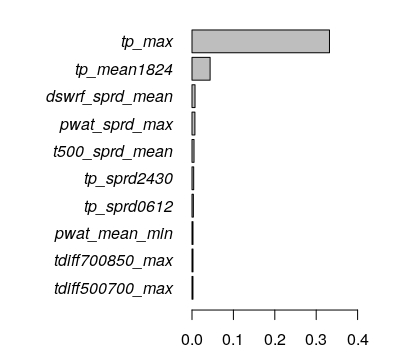 tp_max
tp_mean1824
dswrf_sprd_mean
pwat_sprd_max
t500_sprd_mean
tp_sprd2430
tp_sprd0612
pwat_mean_min
tdiff700850_max
tdiff500700_max
0.0 0.1 0.2 0.3 0.4